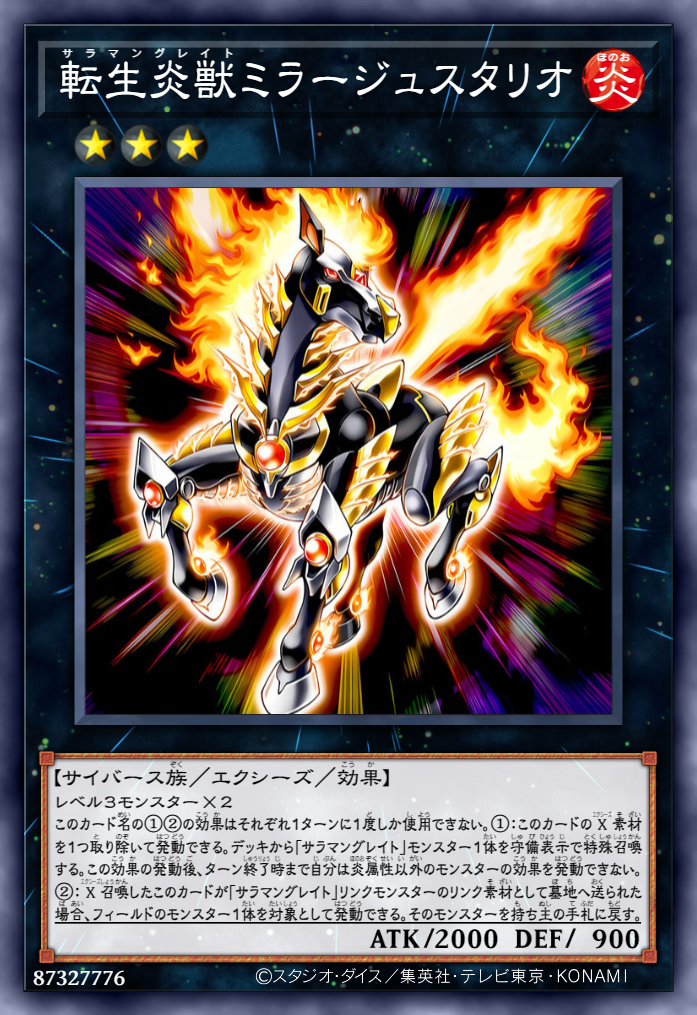 転生炎獣ミラージュスタリオ 炎
【サイバース族／エクシーズ／効果】
レベル３モンスター×２
このカード名の①②の効果はそれぞれ１ターンに１度しか使用できない。①：このカードのX素材
を１つ取り除いて発動できる。デッキから「サラマングレイト」モンスター１体を守備表示で特殊召喚
する。この効果の発動後、ターン終了時まで自分は炎属性以外のモンスターの効果を発動できない。
②：X召喚したこのカードが「サラマングレイト」リンクモンスターのリンク素材として墓地へ送られた
場合、フィールドのモンスター１体を対象として発動できる。そのモンスターを持ち主の手札に戻す。
ATK/2000 DEF/ 900
87327776 ©スタジオ・ダイス／集英社・テレビ東京・KONAMI